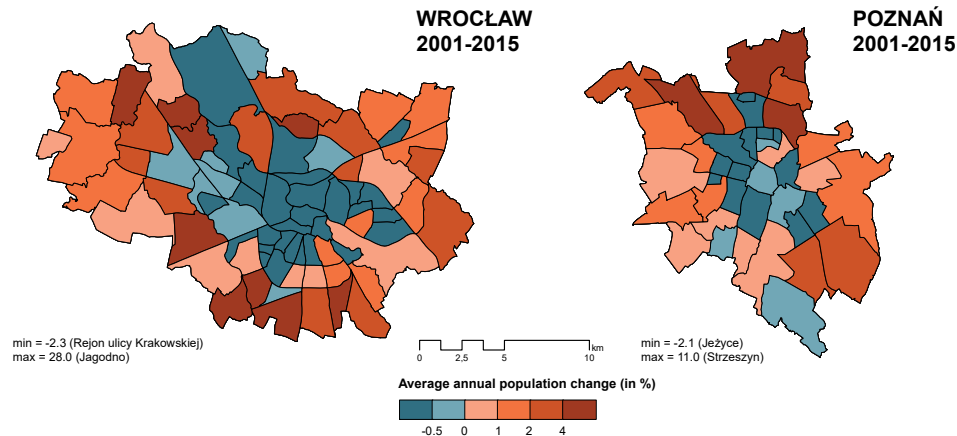 WROCŁAW
2001-2015
POZNAŃ
2001-2015
min = -2.3 (Rejon ulicy Krakowskiej)
max = 28.0 (Jagodno)
km
0 2,5 5 10
min = -2.1 (Jeżyce)
max = 11.0 (Strzeszyn)
Average annual population change (in %)
-0.5 0 1 2 4